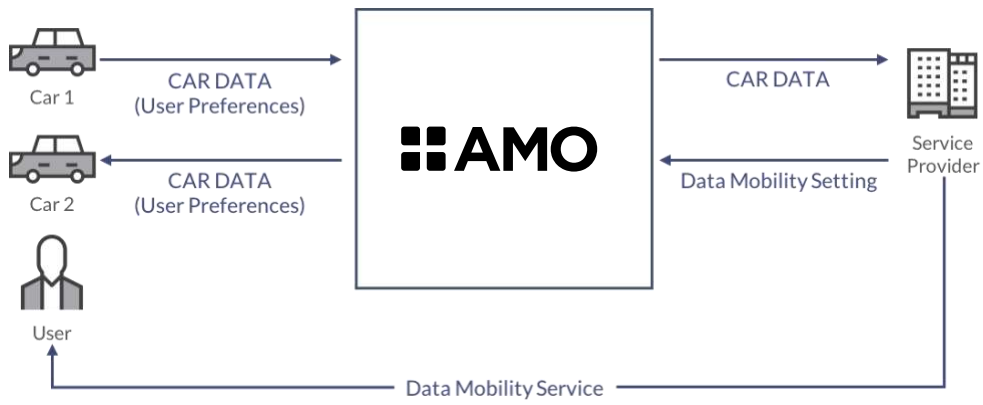 CAR DATA
(User Preferences)
Car 1
CAR DATA
AMO
Service
Provider
CAR DATA
(User Preferences)
Car 2
Data Mobility Setting
User
Data Mobility Service